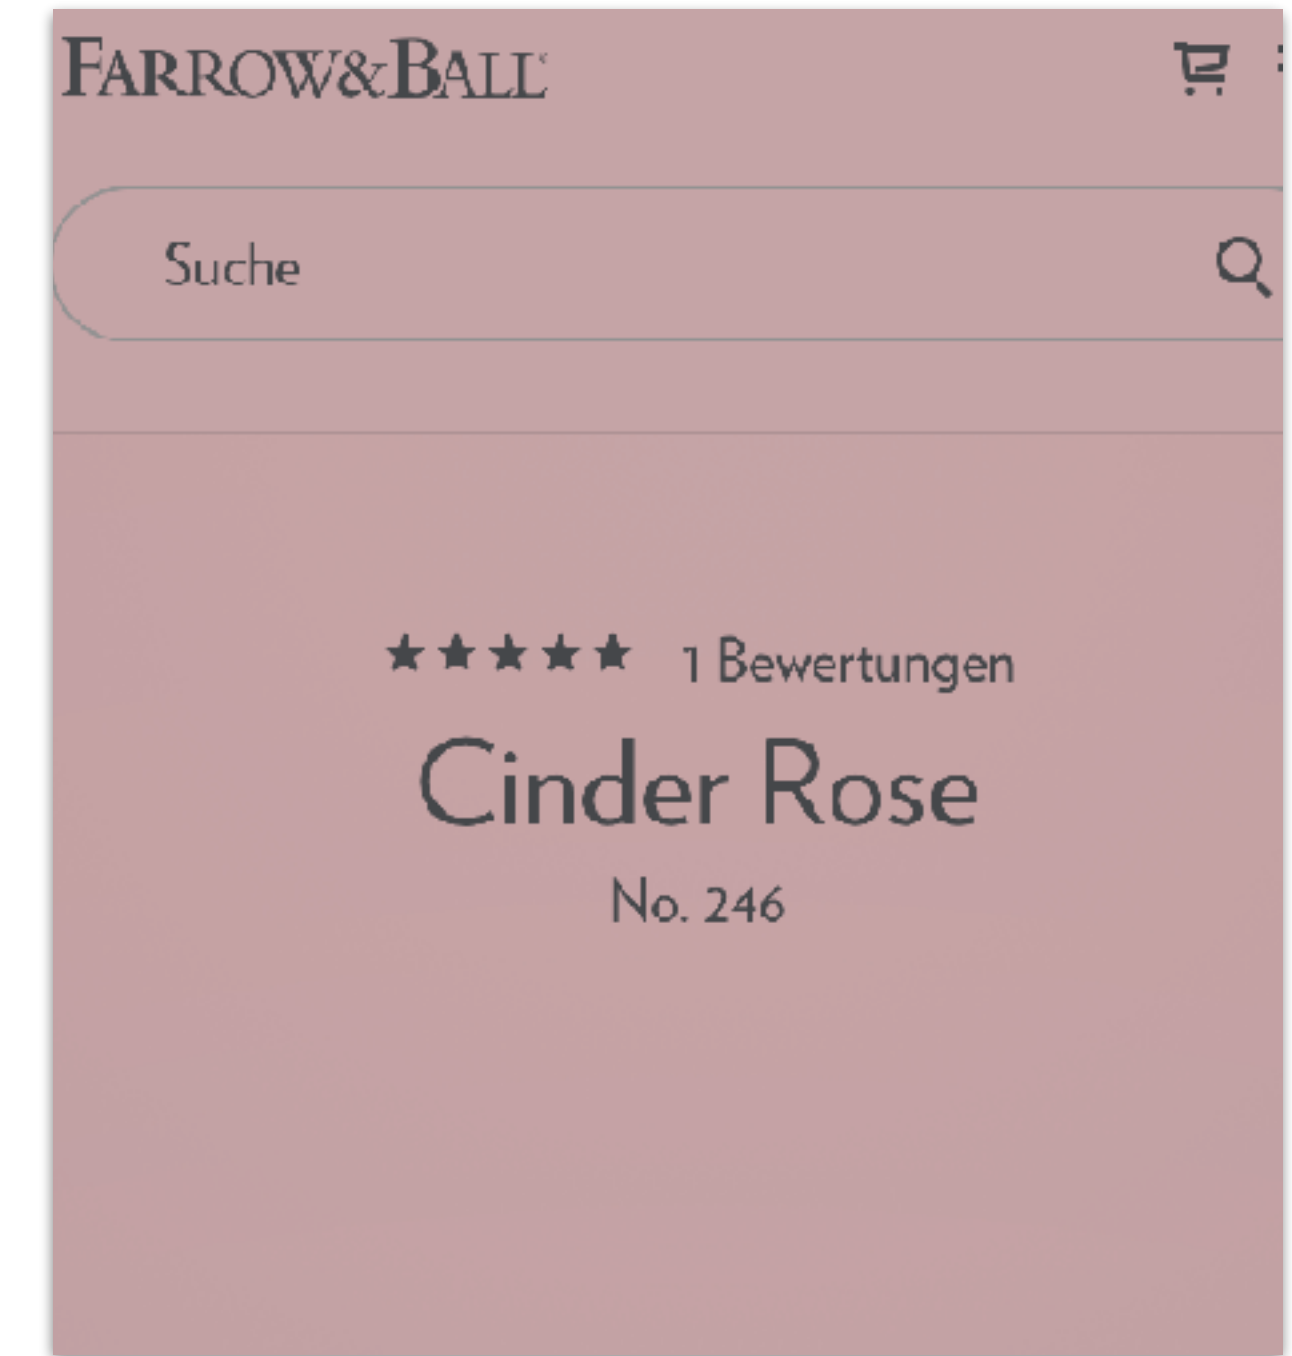 FARROW&BALL
Suche
★★★★★ 1 Bewertungen
Cinder Rose
No. 246